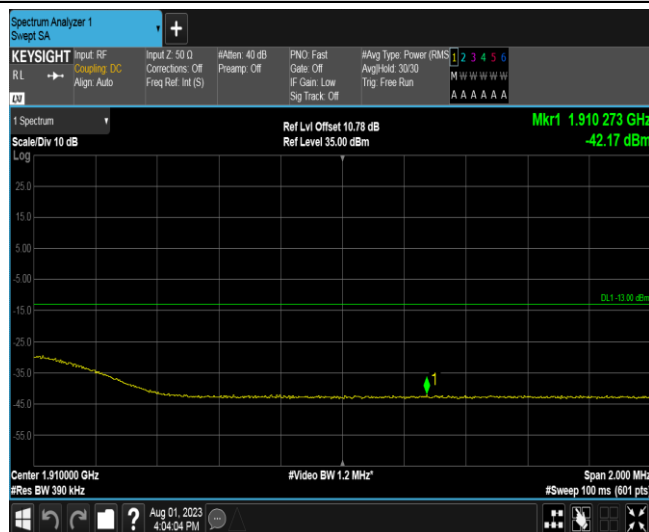 Spectrum Analyzer 1
Swept SA
+
KEYSIGHT
RL
LXI
Input: RF
Coupling: DC
Align: Auto
Input Z: 50 Ω
Corrections: Off
Freq Ref: Int (S)
#Atten: 40 dB
Preamp: Off
PNO: Fast
Gate: Off
IF Gain: Low
Sig Track: Off
#Avg Type: Power (RMS
Avg|Hold: 30/30
Trig: Free Run
1 2 3 4 5 6
M W W W W W
A A A A A A
1 Spectrum
Scale/Div 10 dB
Ref Lvl Offset 10.78 dB
Ref Level 35.00 dBm
Mkr1 1.910 273 GHz
-42.17 dBm
Log
25.0
15.0
5.00
-5.00
-15.0
-25.0
-35.0
-45.0
-55.0
DL1 -13.00 dBm
1
Center 1.910000 GHz
#Res BW 390 kHz
#Video BW 1.2 MHz*
Span 2.000 MHz
#Sweep 100 ms (601 pts)
?
Aug 01, 2023
4:04:04 PM